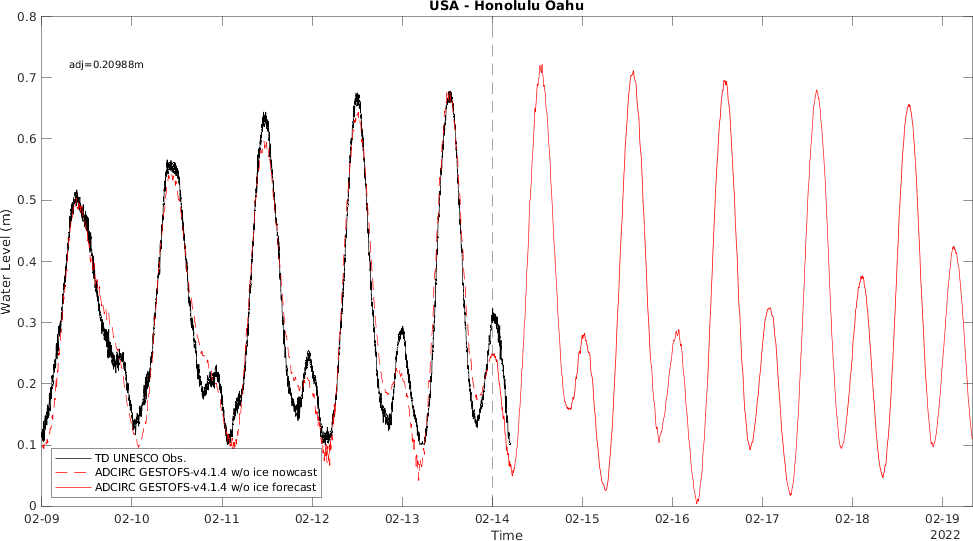 USA - Honolulu Oahu
0.8
0.7
0.6
0.5
0.4
0.3
0.2
0.1
0
Water Level (m)
adj=0.20988m
TD UNESCO Obs.
ADCIRC GESTOFS-v4.1.4 w/o ice nowcast
ADCIRC GESTOFS-v4.1.4 w/o ice forecast
02-09 02-10 02-11 02-12 02-13 02-14 02-15 02-16 02-17 02-18 02-19
Time
2022